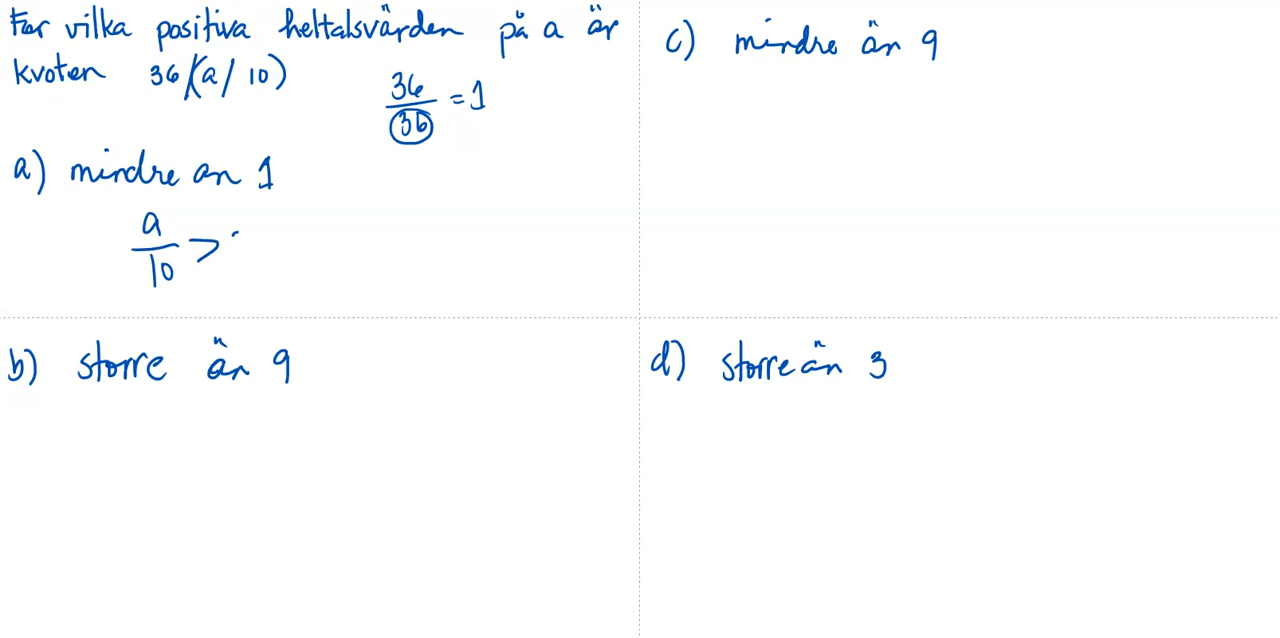 För vilka positiva heltalsvärden på a är
kvoten 36/(a/10)
36/36 = 1
a) mindre än 1
a/10 >
b) större än 9
c) mindre än 9
d) större än 3